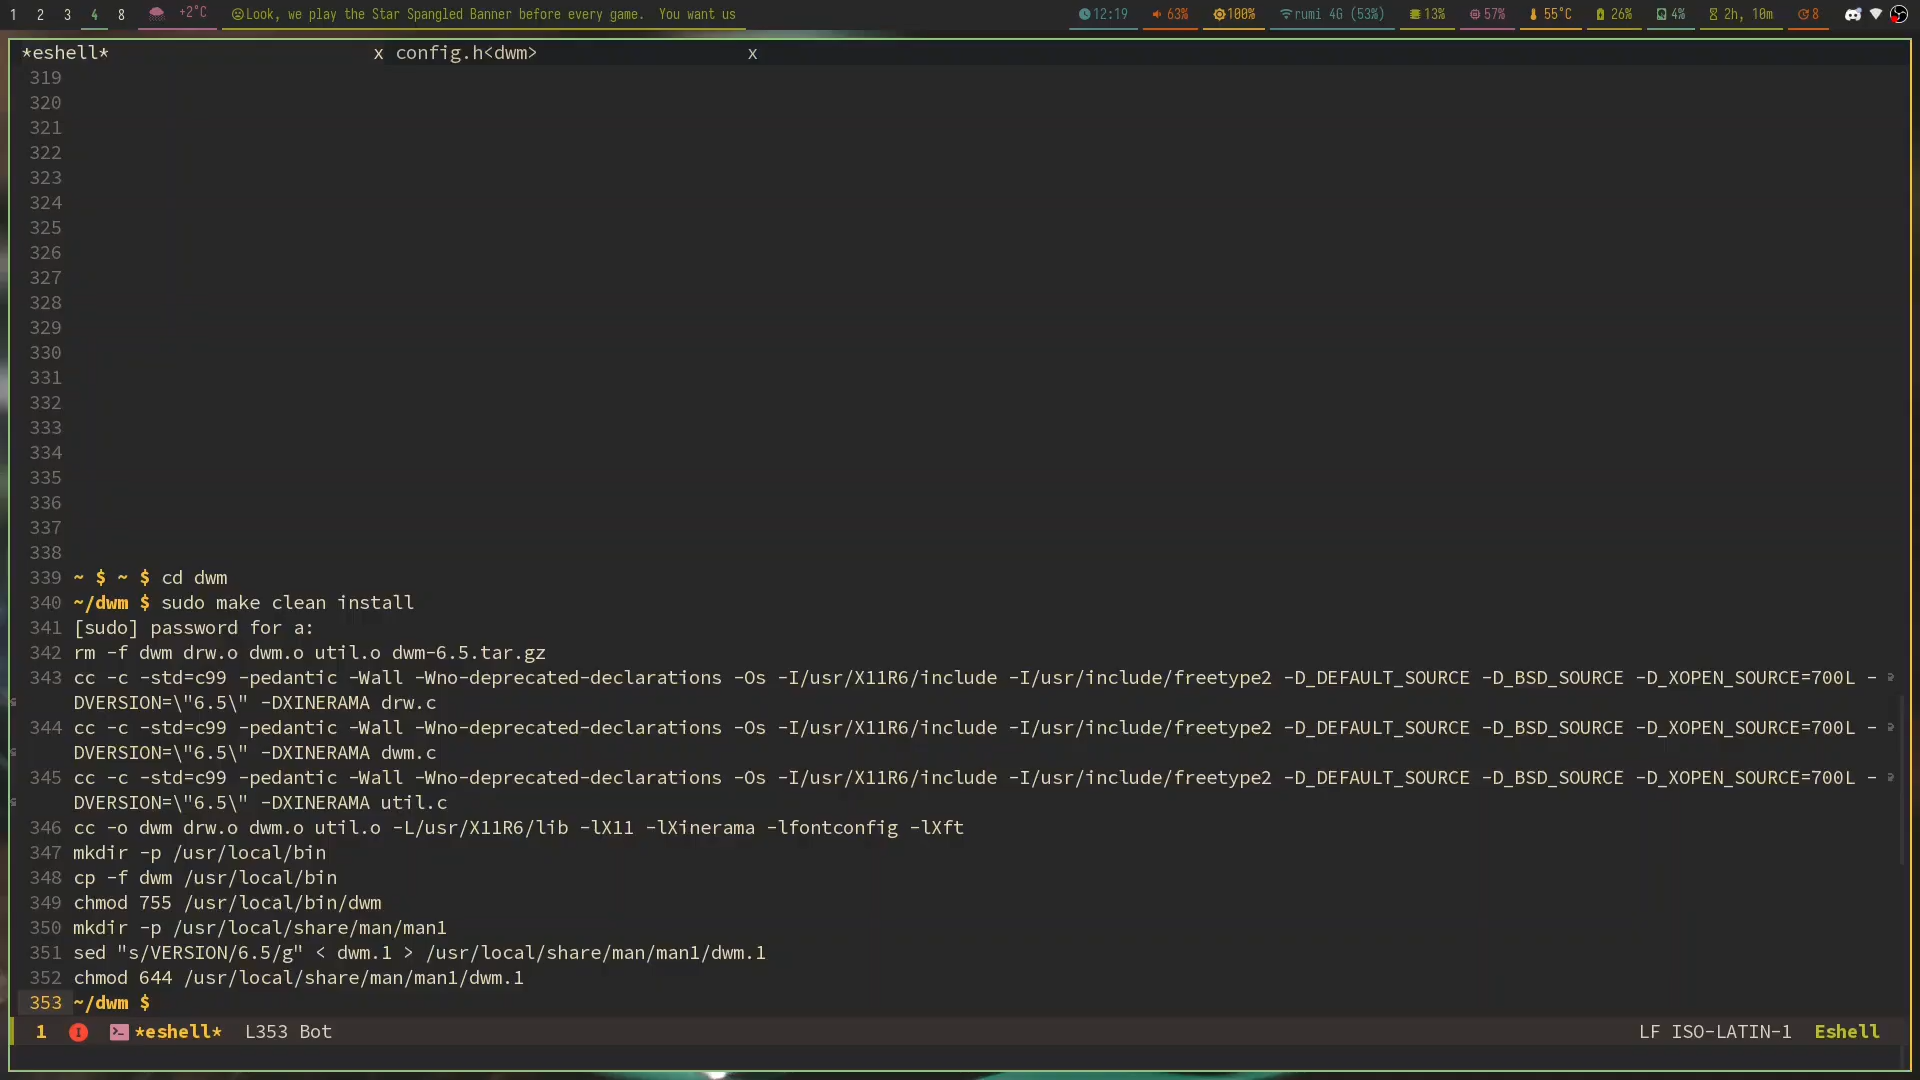 1 2 3 4 8 +2°C Look, we play the Star Spangled Banner before every game.  You want us 12:19 63% 100% rumi 4G (53%) 13% 57% 55°C 26% 4% 2h, 10m 8
*eshell* x config.h<dwm> x
319
320
321
322
323
324
325
326
327
328
329
330
331
332
333
334
335
336
337
338
339 ~ $ ~ $ cd dwm
340 ~/dwm $ sudo make clean install
341 [sudo] password for a:
342 rm -f dwm drw.o dwm.o util.o dwm-6.5.tar.gz
343 cc -c -std=c99 -pedantic -Wall -Wno-deprecated-declarations -Os -I/usr/X11R6/include -I/usr/include/freetype2 -D_DEFAULT_SOURCE -D_BSD_SOURCE -D_XOPEN_SOURCE=700L -
DVERSION=\"6.5\" -DXINERAMA drw.c
344 cc -c -std=c99 -pedantic -Wall -Wno-deprecated-declarations -Os -I/usr/X11R6/include -I/usr/include/freetype2 -D_DEFAULT_SOURCE -D_BSD_SOURCE -D_XOPEN_SOURCE=700L -
DVERSION=\"6.5\" -DXINERAMA dwm.c
345 cc -c -std=c99 -pedantic -Wall -Wno-deprecated-declarations -Os -I/usr/X11R6/include -I/usr/include/freetype2 -D_DEFAULT_SOURCE -D_BSD_SOURCE -D_XOPEN_SOURCE=700L -
DVERSION=\"6.5\" -DXINERAMA util.c
346 cc -o dwm drw.o dwm.o util.o -L/usr/X11R6/lib -lX11 -lXinerama -lfontconfig -lXft
347 mkdir -p /usr/local/bin
348 cp -f dwm /usr/local/bin
349 chmod 755 /usr/local/bin/dwm
350 mkdir -p /usr/local/share/man/man1
351 sed "s/VERSION/6.5/g" < dwm.1 > /usr/local/share/man/man1/dwm.1
352 chmod 644 /usr/local/share/man/man1/dwm.1
353 ~/dwm $
1 I *eshell* L353 Bot LF ISO-LATIN-1 Eshell